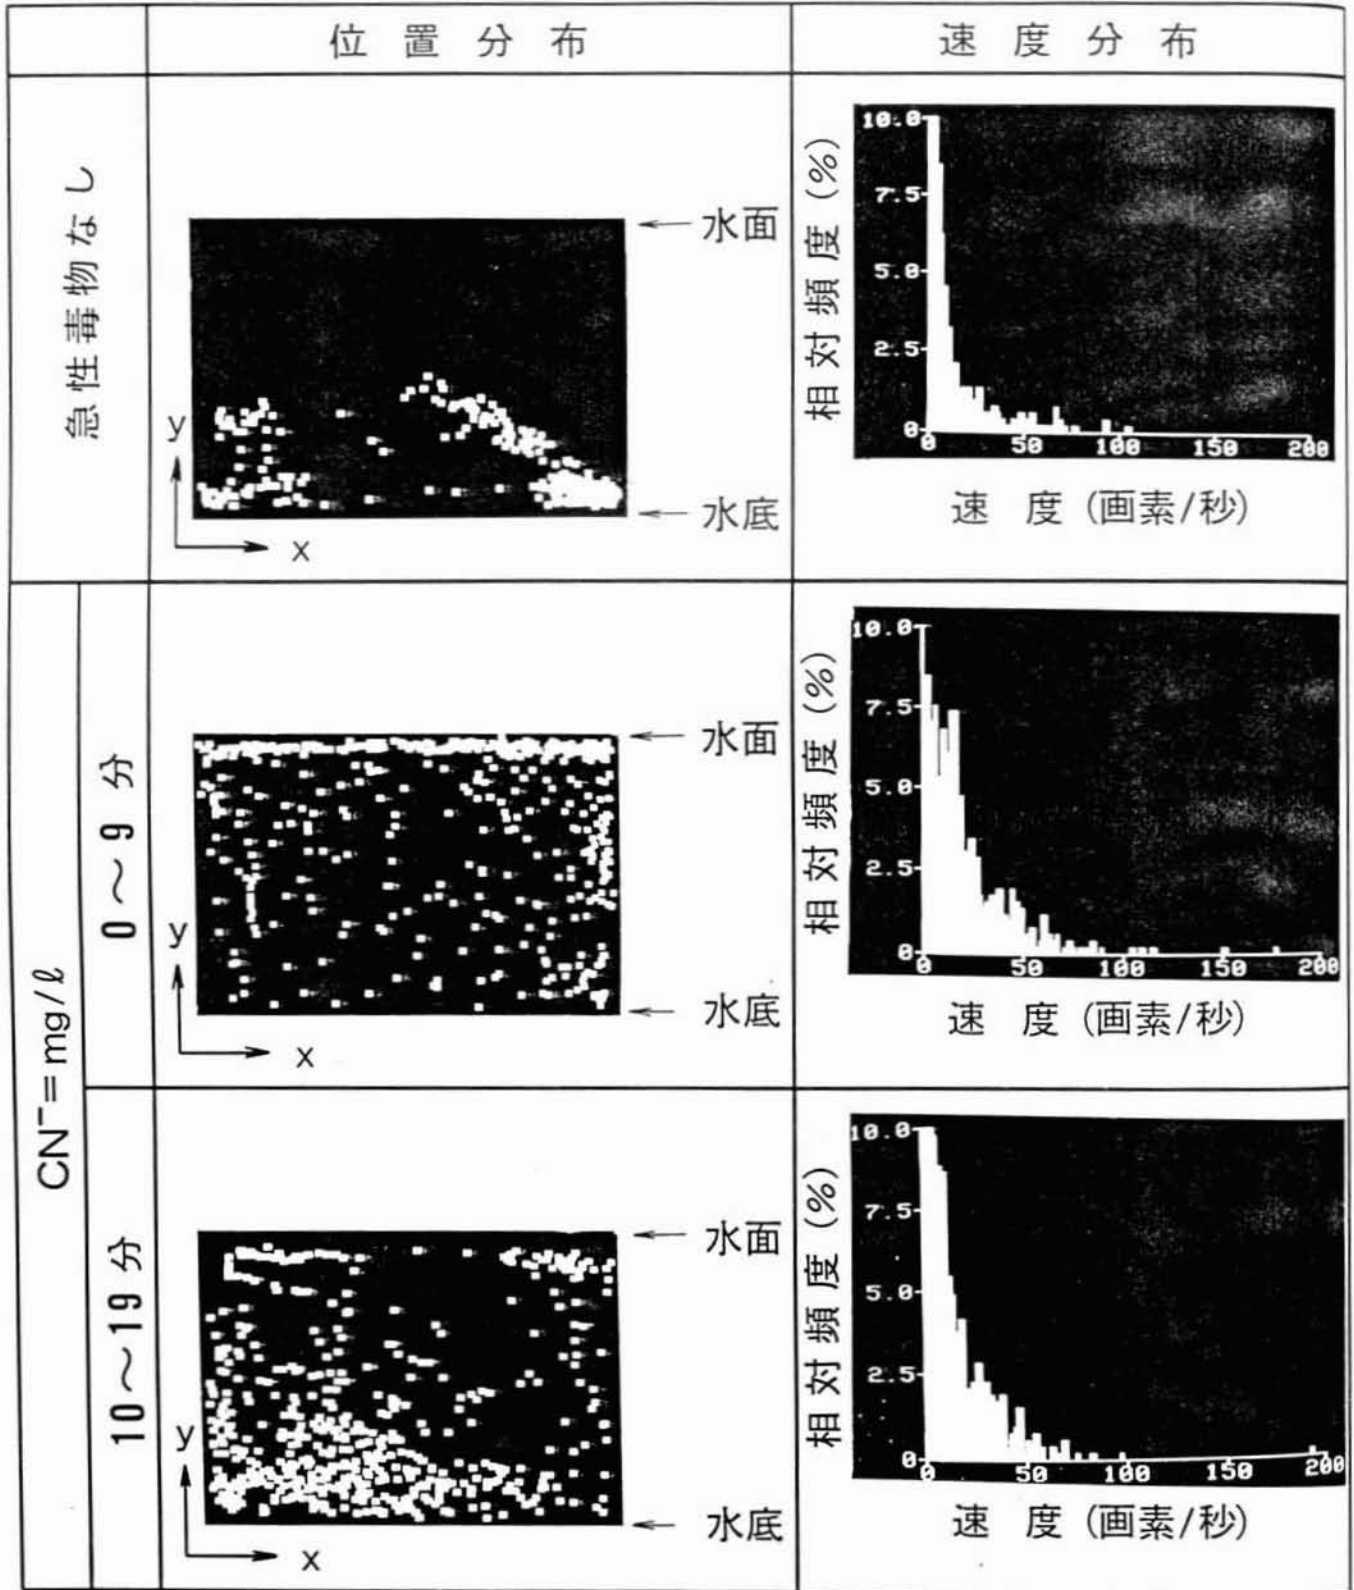 位置分布
速度分布
急性毒物なし
水面
水底
y
x
相対頻度(%)
10.0
7.5
5.0
2.5
0
0 50 100 150 200
速度(画素/秒)
CN⁻=mg/ℓ
0～9分
水面
水底
y
x
相対頻度(%)
10.0
7.5
5.0
2.5
0
0 50 100 150 200
速度(画素/秒)
10～19分
水面
水底
y
x
相対頻度(%)
10.0
7.5
5.0
2.5
0
0 50 100 150 200
速度(画素/秒)